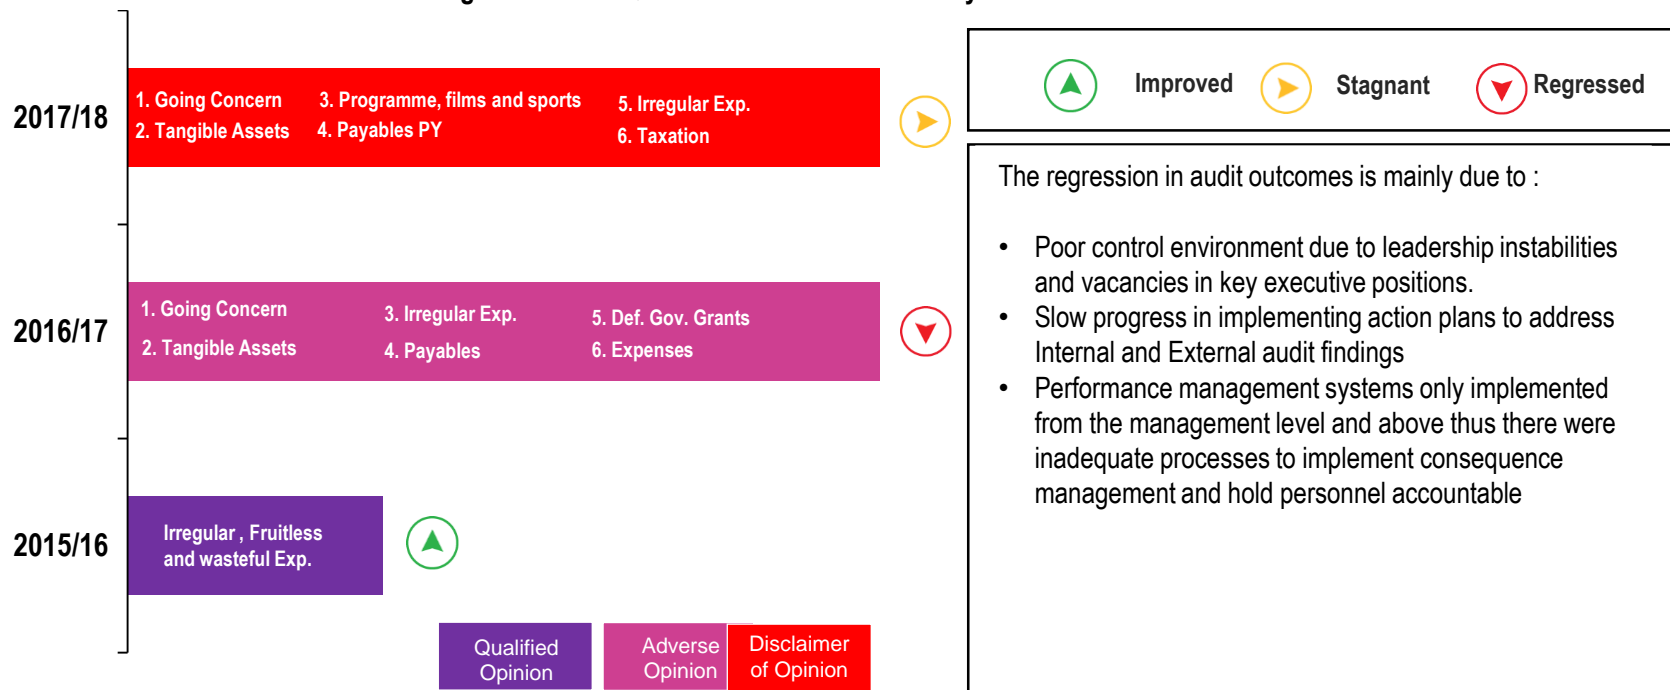 2017/18
1. Going Concern
2. Tangible Assets
3. Programme, films and sports
4. Payables PY
5. Irregular Exp.
6. Taxation
2016/17
1. Going Concern
2. Tangible Assets
3. Irregular Exp.
4. Payables
5. Def. Gov. Grants
6. Expenses
2015/16
Irregular , Fruitless
and wasteful Exp.
Qualified
Opinion
Adverse
Opinion
Disclaimer
of Opinion
Improved
Stagnant
Regressed
The regression in audit outcomes is mainly due to :
• Poor control environment due to leadership instabilities
and vacancies in key executive positions.
• Slow progress in implementing action plans to address
Internal and External audit findings
• Performance management systems only implemented
from the management level and above thus there were
inadequate processes to implement consequence
management and hold personnel accountable